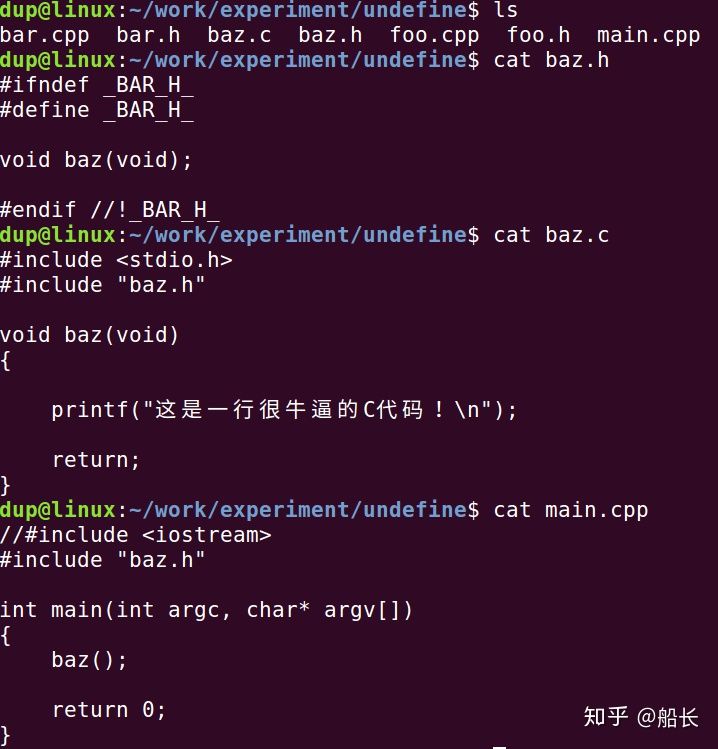 dup@linux:~/work/experiment/undefine$ ls
bar.cpp  bar.h  baz.c  baz.h  foo.cpp  foo.h  main.cpp
dup@linux:~/work/experiment/undefine$ cat baz.h
#ifndef _BAR_H_
#define _BAR_H_

void baz(void);

#endif //!_BAR_H_
dup@linux:~/work/experiment/undefine$ cat baz.c
#include <stdio.h>
#include "baz.h"

void baz(void)
{

    printf("这是一行很牛逼的C代码！\n");

    return;
}
dup@linux:~/work/experiment/undefine$ cat main.cpp
//#include <iostream>
#include "baz.h"

int main(int argc, char* argv[])
{
    baz();

    return 0;
}
知乎 @船长